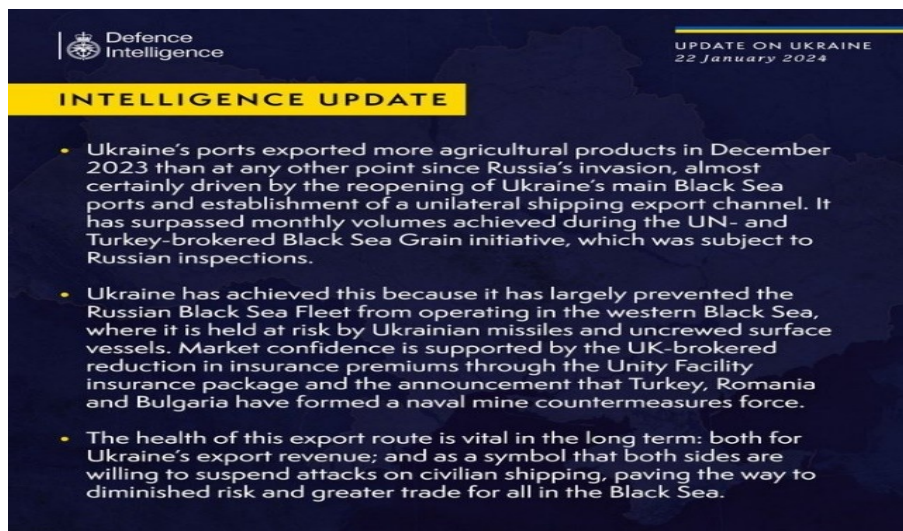 Defence
Intelligence
UPDATE ON UKRAINE
22 January 2024
INTELLIGENCE UPDATE
• Ukraine's ports exported more agricultural products in December
2023 than at any other point since Russia's invasion, almost
certainly driven by the reopening of Ukraine's main Black Sea
ports and establishment of a unilateral shipping export channel. It
has surpassed monthly volumes achieved during the UN- and
Turkey-brokered Black Sea Grain initiative, which was subject to
Russian inspections.
• Ukraine has achieved this because it has largely prevented the
Russian Black Sea Fleet from operating in the western Black Sea,
where it is held at risk by Ukrainian missiles and uncrewed surface
vessels. Market confidence is supported by the UK-brokered
reduction in insurance premiums through the Unity Facility
insurance package and the announcement that Turkey, Romania
and Bulgaria have formed a naval mine countermeasures force.
• The health of this export route is vital in the long term: both for
Ukraine's export revenue; and as a symbol that both sides are
willing to suspend attacks on civilian shipping, paving the way to
diminished risk and greater trade for all in the Black Sea.